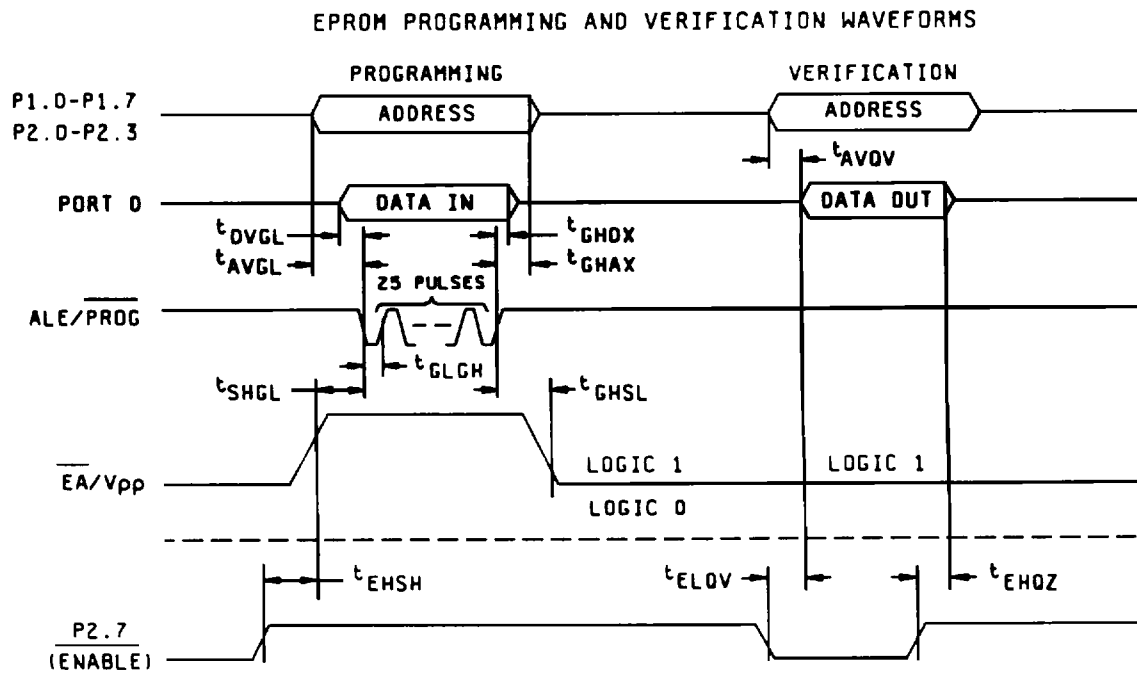 EPROM PROGRAMMING AND VERIFICATION WAVEFORMS
PROGRAMMING
VERIFICATION
P1.0-P1.7
P2.0-P2.3
ADDRESS
ADDRESS
tAVQV
PORT 0
DATA IN
DATA OUT
tDVGL
tGHDX
tAVGL
tGHAX
25 PULSES
ALE/PROG
tGLGH
tSHGL
tGHSL
EA/Vpp
LOGIC 1
LOGIC 1
LOGIC 0
tEHSH
tELQV
tEHQZ
P2.7
(ENABLE)